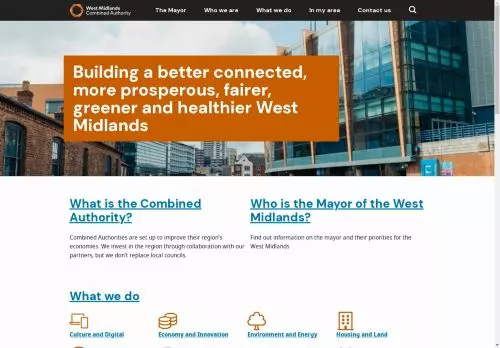 West Midlands
Combined Authority
The Mayor
Who we are
What we do
In my area
Contact us
Building a better connected,
more prosperous, fairer,
greener and healthier West
Midlands
What is the Combined
Authority?
Combined Authorities are set up to improve their region's
economies. We invest in the region through collaboration with our
partners, but we don't replace local councils.
Who is the Mayor of the West
Midlands?
Find out information on the mayor and their priorities for the
West Midlands
What we do
Culture and Digital
Economy and Innovation
Environment and Energy
Housing and Land